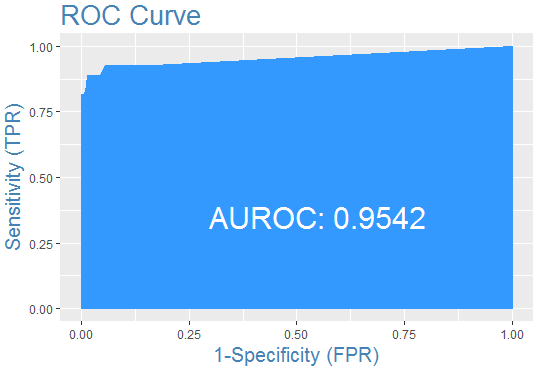 ROC Curve
1.00
0.75
0.50
0.25
0.00
Sensitivity (TPR)
AUROC: 0.9542
0.00 0.25 0.50 0.75 1.00
1-Specificity (FPR)